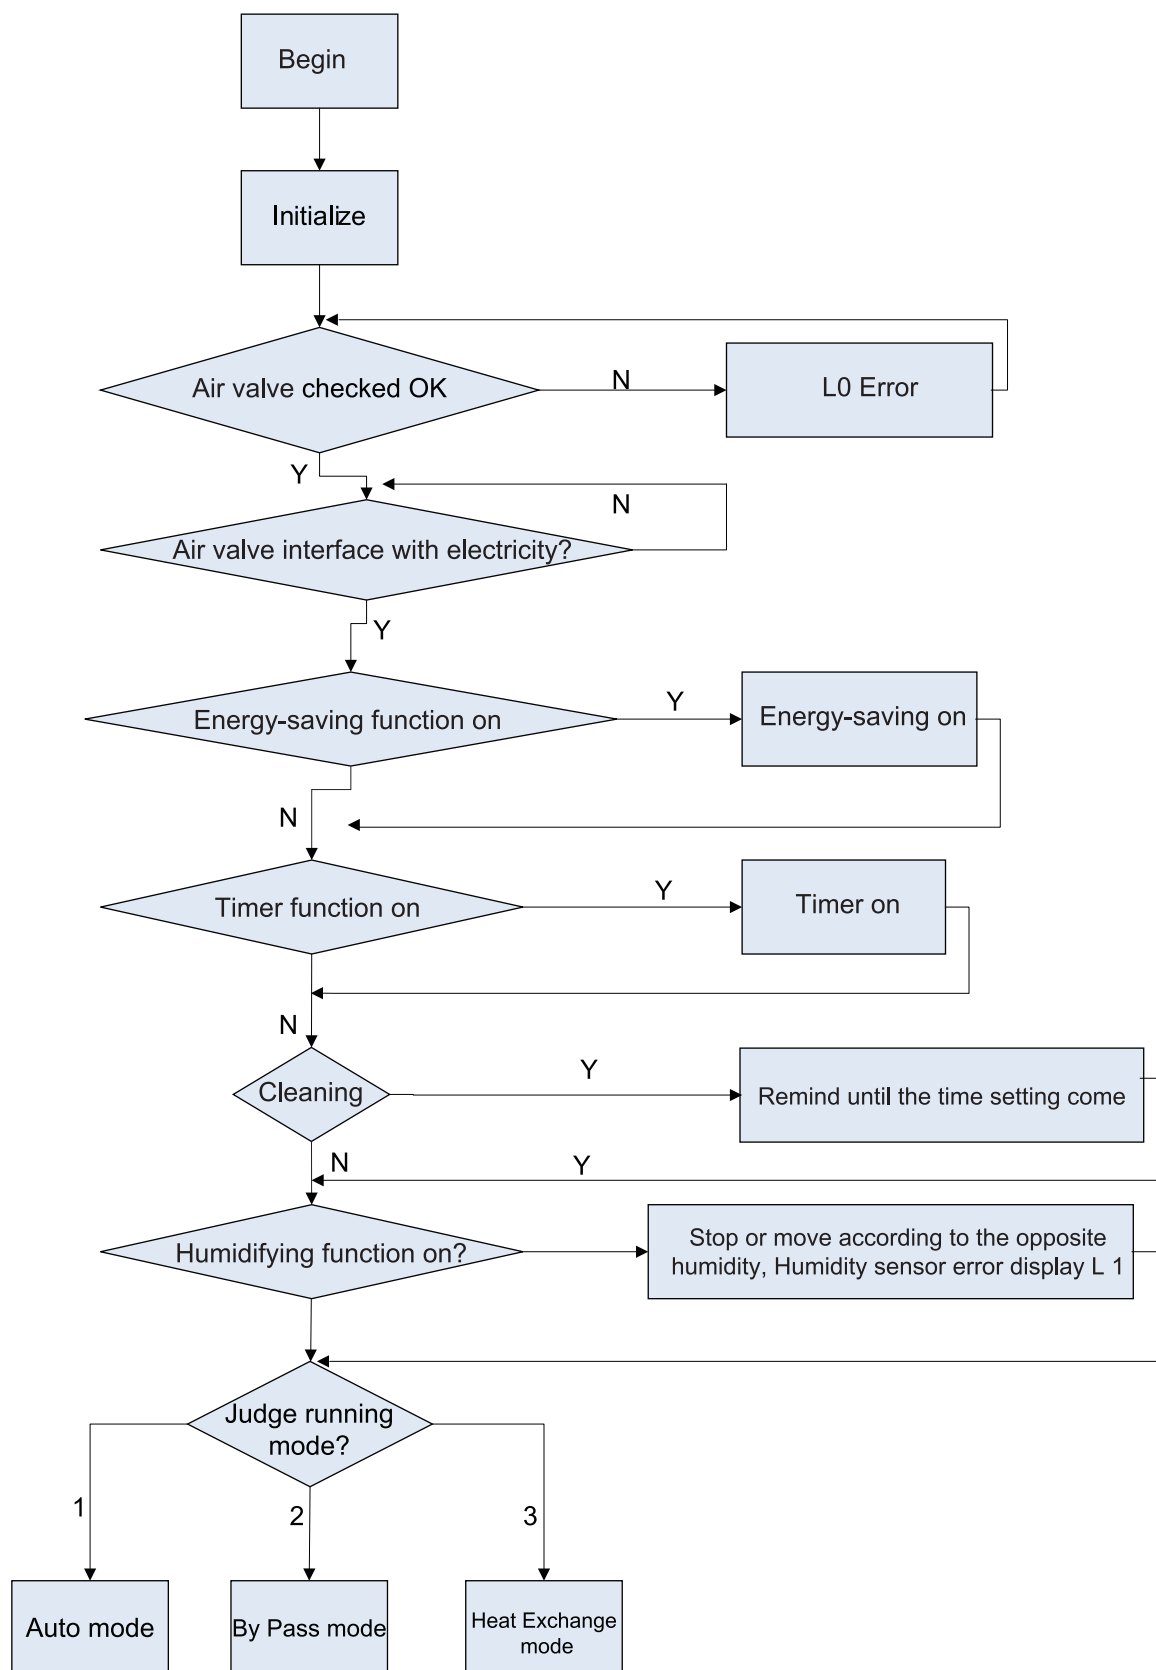 Begin
Initialize
Air valve checked OK
N
L0 Error
Y
N
Air valve interface with electricity?
Y
Energy-saving function on
Y
Energy-saving on
N
Timer function on
Y
Timer on
N
Cleaning
Y
Remind until the time setting come
N
Y
Humidifying function on?
Stop or move according to the opposite
humidity, Humidity sensor error display L 1
Judge running
mode?
1
2
3
Auto mode
By Pass mode
Heat Exchange
mode